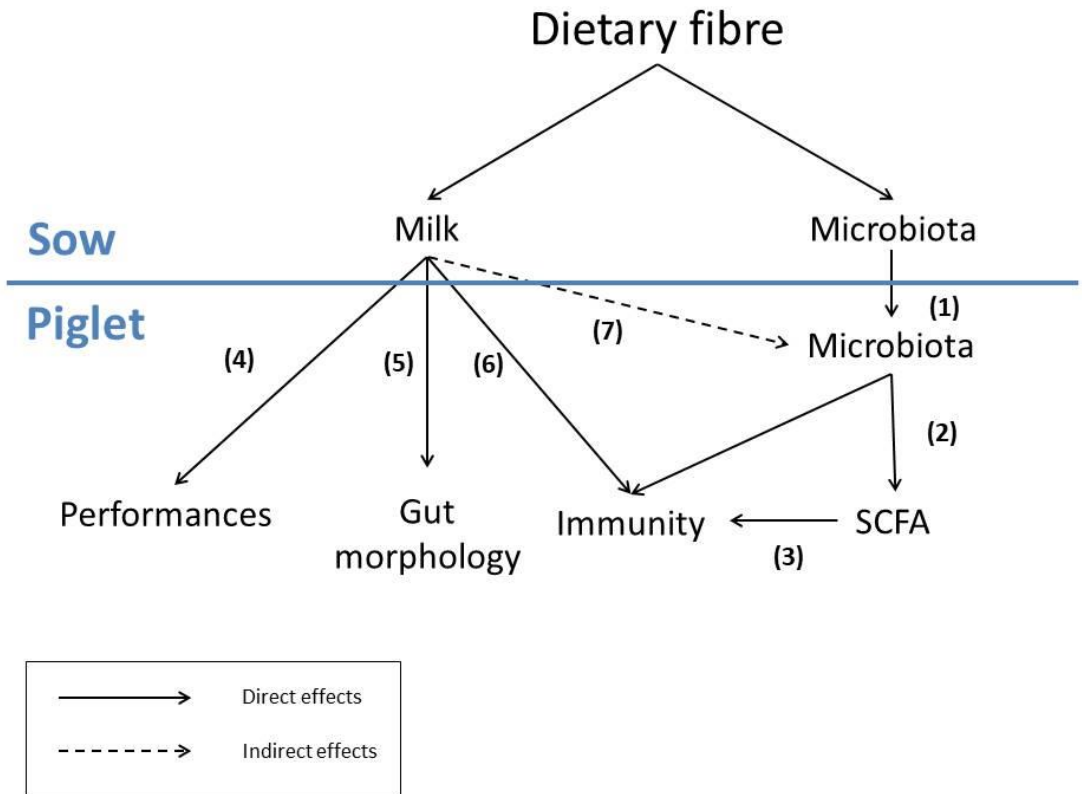 Dietary fibre
Sow
Milk
Microbiota
Piglet
(1)
Microbiota
(7)
(4)
(5)
(6)
(2)
Performances
Gut
morphology
Immunity
SCFA
(3)
Direct effects
Indirect effects